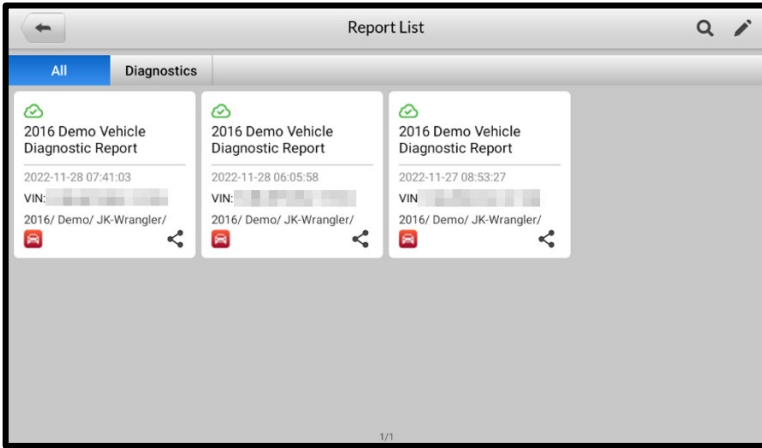 Report List
All
Diagnostics
2016 Demo Vehicle
Diagnostic Report
2022-11-28 07:41:03
VIN:
2016/ Demo/ JK-Wrangler/
2016 Demo Vehicle
Diagnostic Report
2022-11-28 06:05:58
VIN:
2016/ Demo/ JK-Wrangler/
2016 Demo Vehicle
Diagnostic Report
2022-11-27 08:53:27
VIN
2016/ Demo/ JK-Wrangler/
1/1